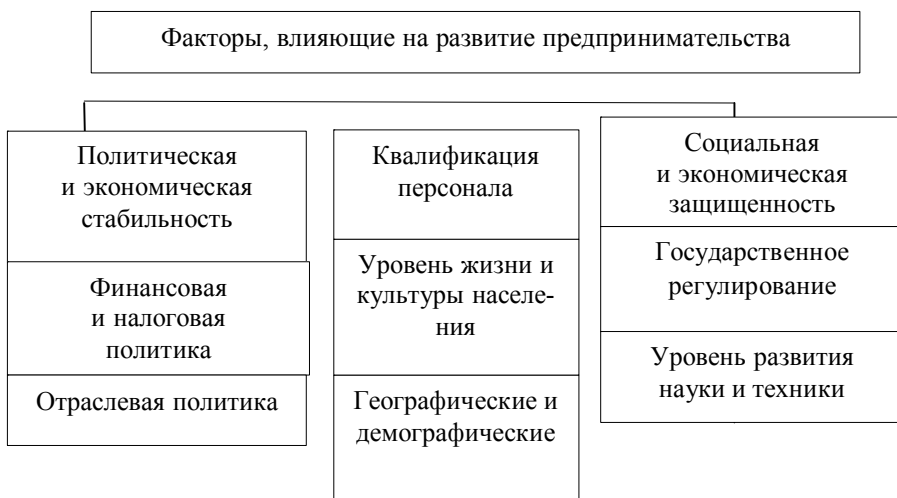 Факторы, влияющие на развитие предпринимательства
Политическая
и экономическая
стабильность
Финансовая
и налоговая
политика
Отраслевая политика
Квалификация
персонала
Уровень жизни и
культуры населе-
ния
Географические и
демографические
Социальная
и экономическая
защищенность
Государственное
регулирование
Уровень развития
науки и техники